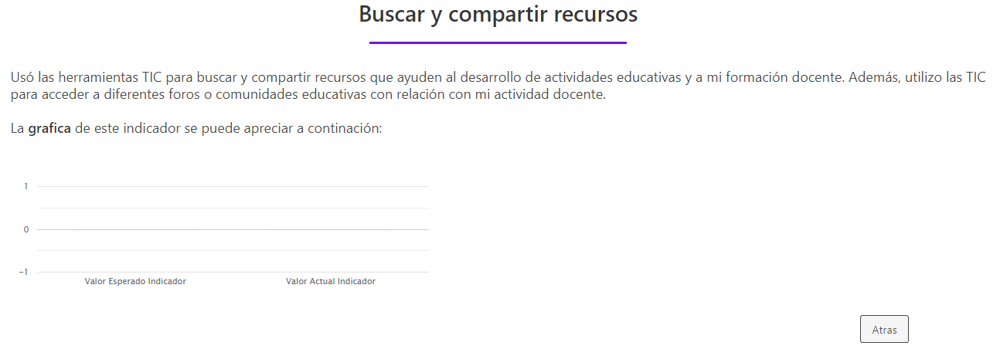 Buscar y compartir recursos
Usó las herramientas TIC para buscar y compartir recursos que ayuden al desarrollo de actividades educativas y a mi formación docente. Además, utilizo las TIC
para acceder a diferentes foros o comunidades educativas con relación con mi actividad docente.
La grafica de este indicador se puede apreciar a continación:
1
0
−1
Valor Esperado Indicador
Valor Actual Indicador
Atras